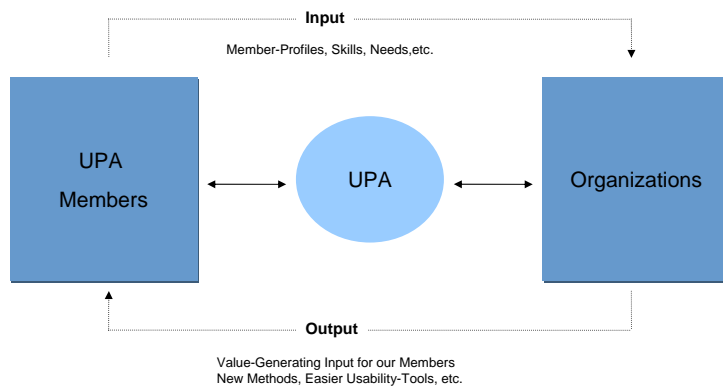 Input
Member-Profiles, Skills, Needs,etc.
UPA
Members
UPA
Organizations
Output
Value-Generating Input for our Members
New Methods, Easier Usability-Tools, etc.